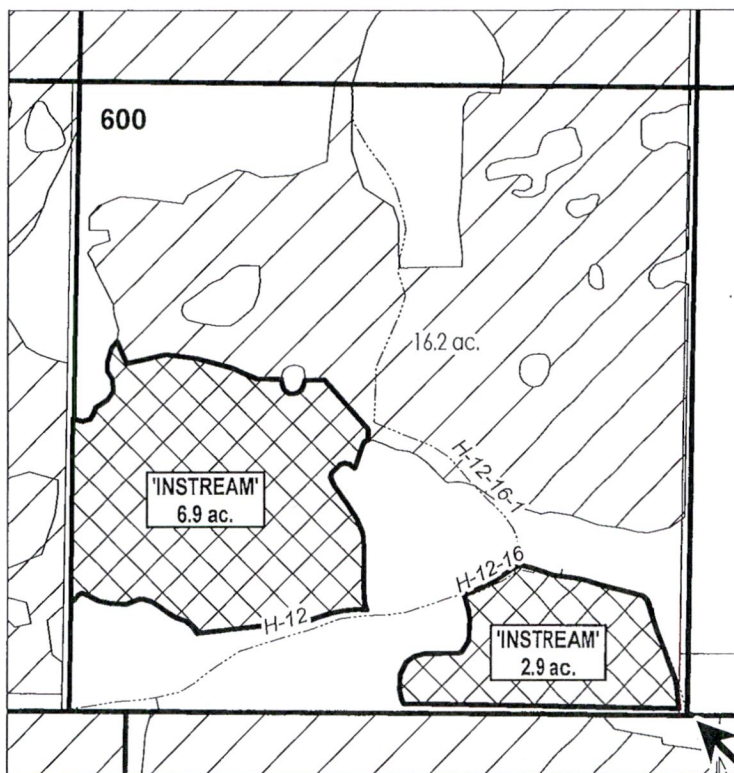 600
16.2 ac.
H-12-16-1
'INSTREAM'
6.9 ac.
H-12-16
H-12
'INSTREAM'
2.9 ac.